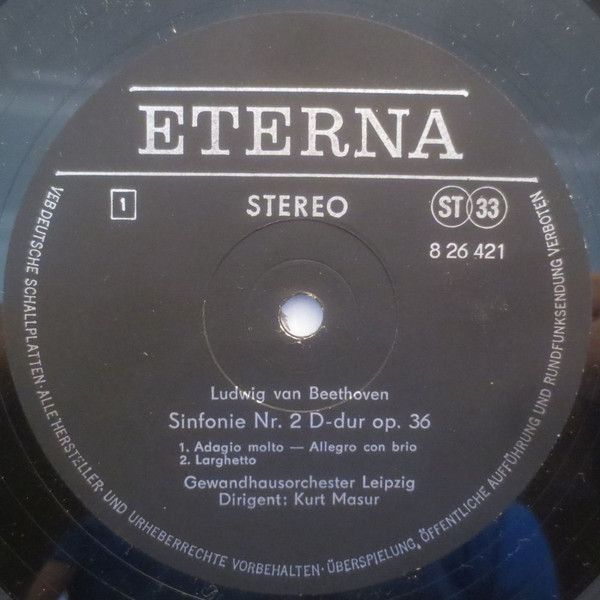 ETERNA
1 STEREO ST 33
8 26 421
Ludwig van Beethoven
Sinfonie Nr. 2 D-dur op. 36
1. Adagio molto — Allegro con brio
2. Larghetto
Gewandhausorchester Leipzig
Dirigent: Kurt Masur
VEB DEUTSCHE SCHALLPLATTEN · ALLE HERSTELLER- UND URHEBERRECHTE VORBEHALTEN · ÜBERSPIELUNG, ÖFFENTLICHE AUFFÜHRUNG UND RUNDFUNKSENDUNG VERBOTEN